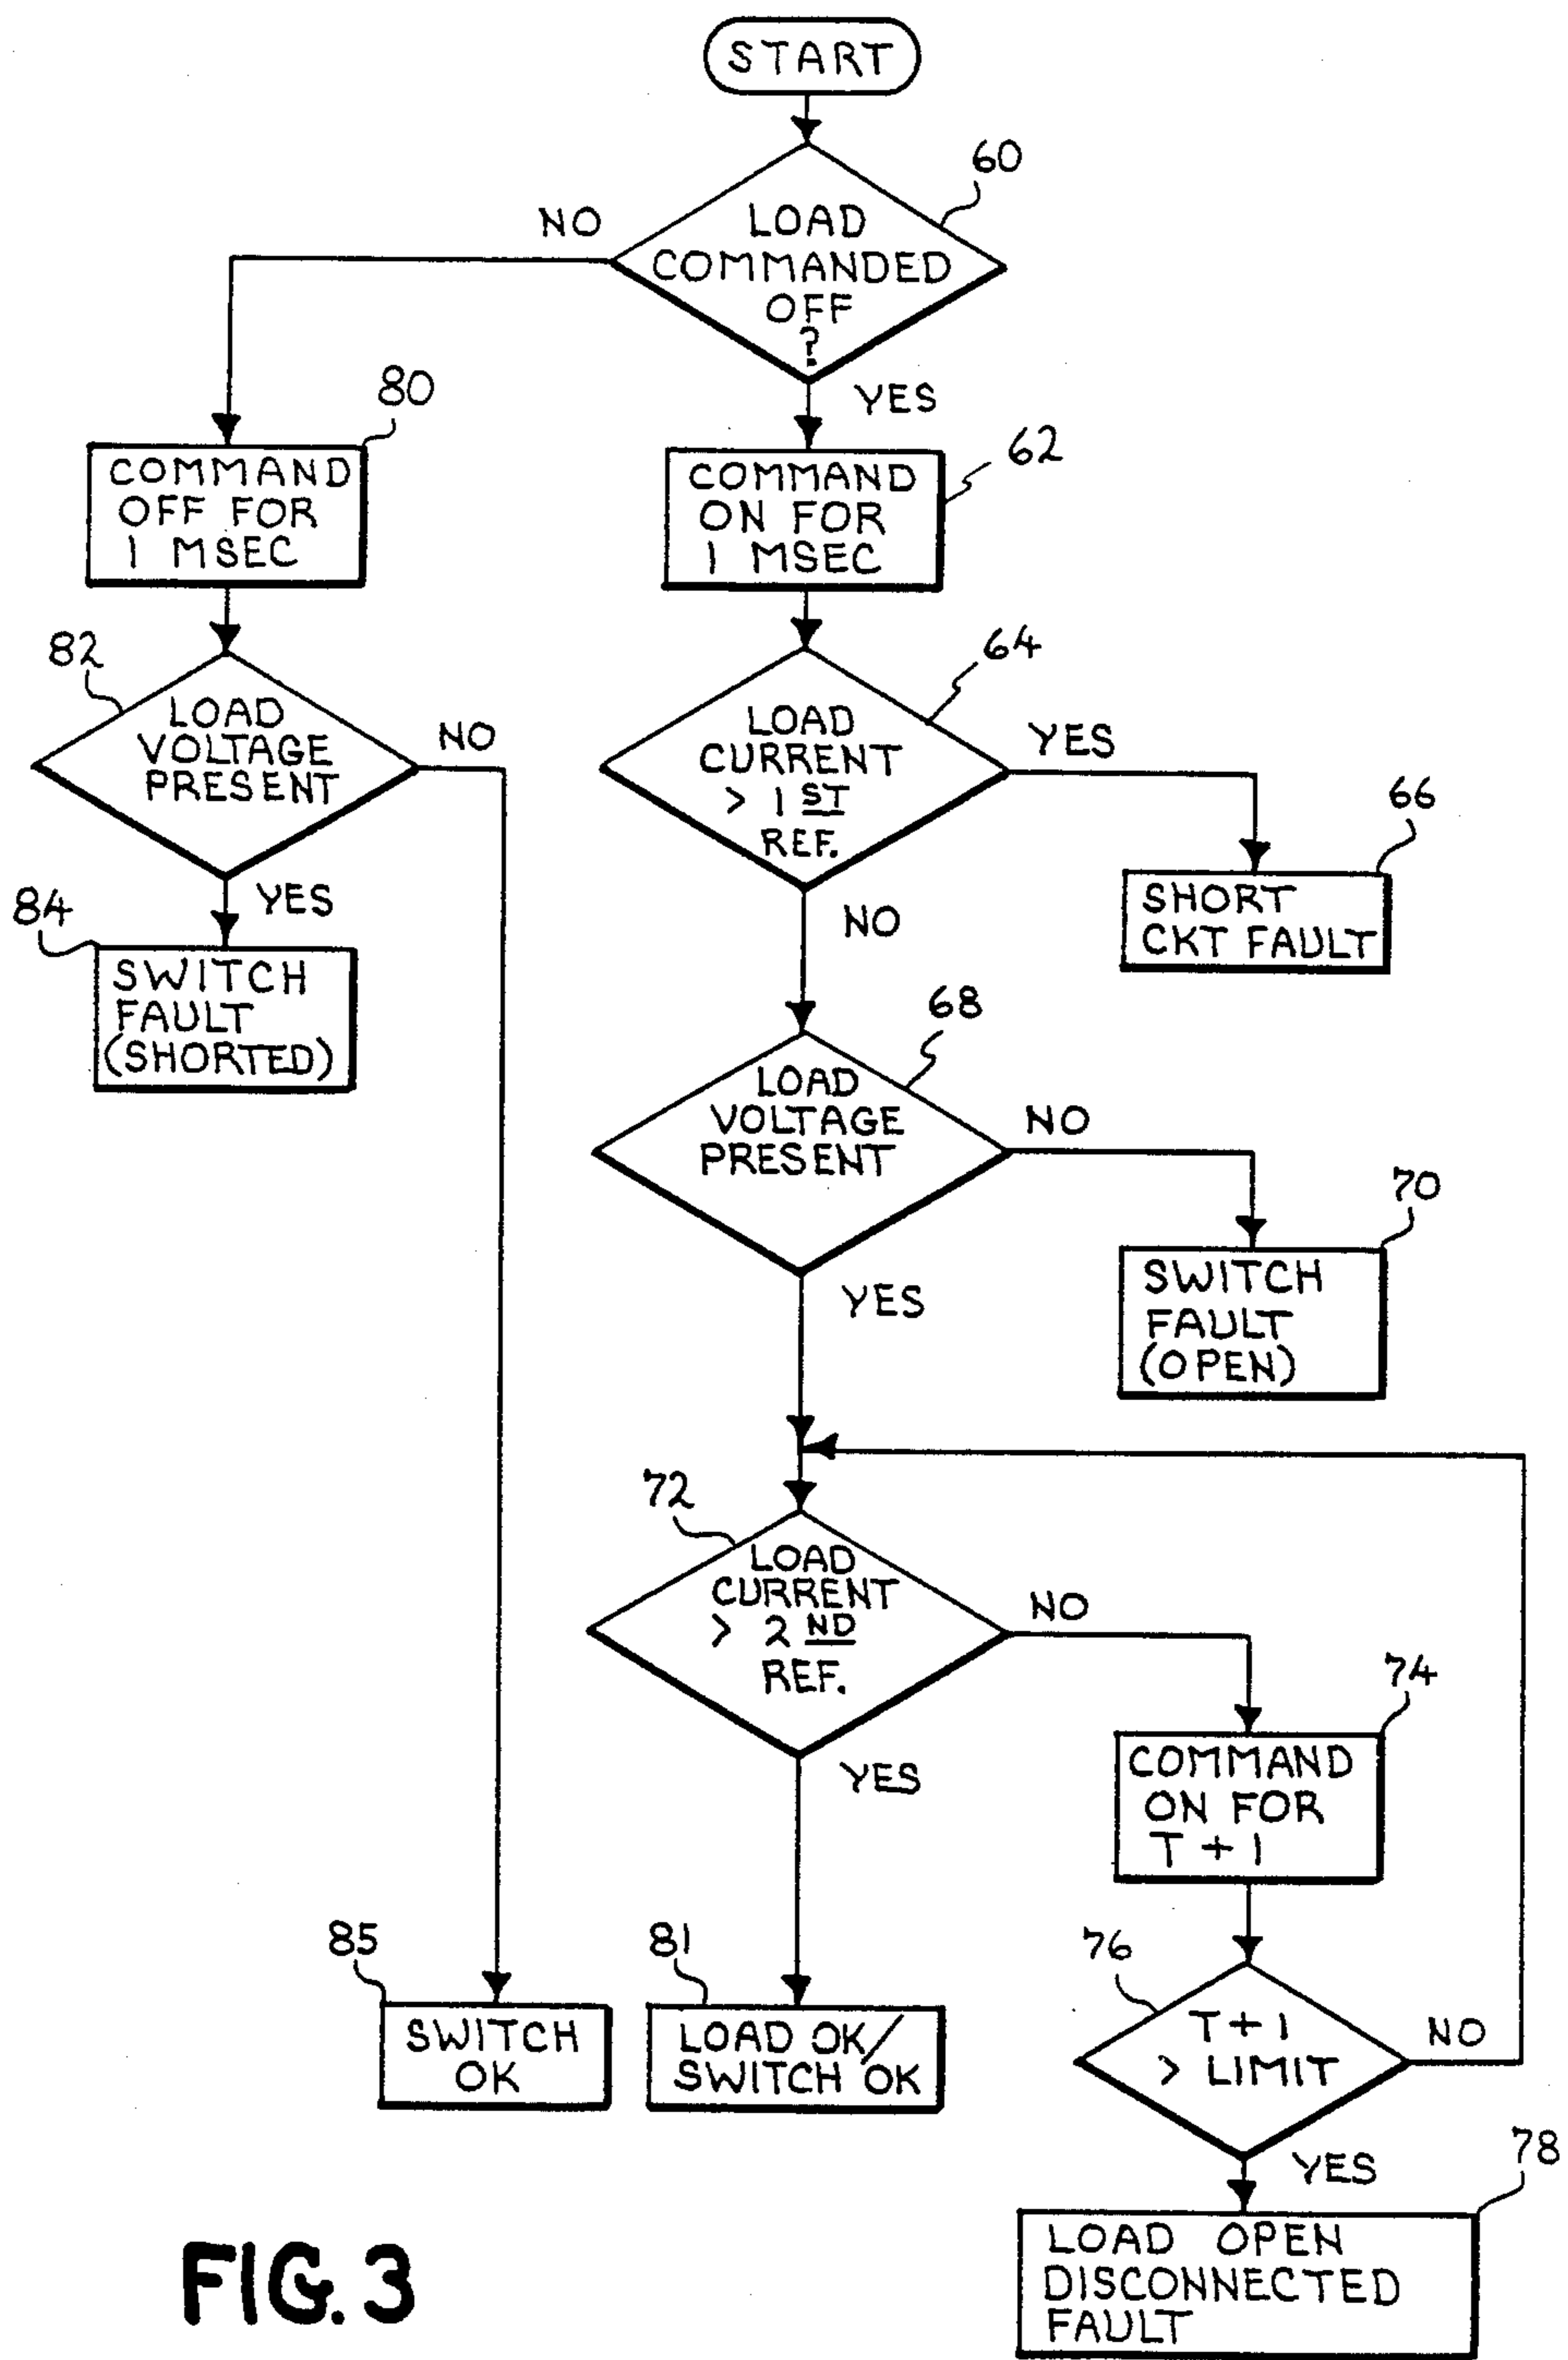 START
60
NO
LOAD
COMMANDED
OFF
?
YES
80
COMMAND
OFF FOR
1 MSEC
62
COMMAND
ON FOR
1 MSEC
82
LOAD
VOLTAGE
PRESENT
NO
YES
84
SWITCH
FAULT
(SHORTED)
64
LOAD
CURRENT
> 1 ST
REF.
YES
66
SHORT
CKT FAULT
NO
68
LOAD
VOLTAGE
PRESENT
NO
70
SWITCH
FAULT
(OPEN)
YES
72
LOAD
CURRENT
> 2 ND
REF.
NO
74
COMMAND
ON FOR
T + 1
YES
85
SWITCH
OK
81
LOAD OK/
SWITCH OK
76
T + 1
> LIMIT
NO
YES
78
LOAD OPEN
DISCONNECTED
FAULT
FIG. 3